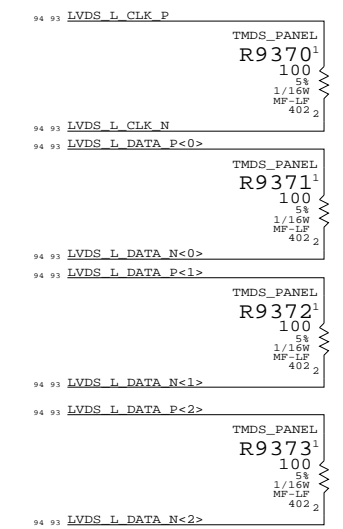 94 93 LVDS_L_CLK_P
TMDS_PANEL
R9370 1
100
5%
1/16W
MF-LF
402 2
94 93 LVDS_L_CLK_N
94 93 LVDS_L_DATA_P<0>
TMDS_PANEL
R9371 1
100
5%
1/16W
MF-LF
402 2
94 93 LVDS_L_DATA_N<0>
94 93 LVDS_L_DATA_P<1>
TMDS_PANEL
R9372 1
100
5%
1/16W
MF-LF
402 2
94 93 LVDS_L_DATA_N<1>
94 93 LVDS_L_DATA_P<2>
TMDS_PANEL
R9373 1
100
5%
1/16W
MF-LF
402 2
94 93 LVDS_L_DATA_N<2>